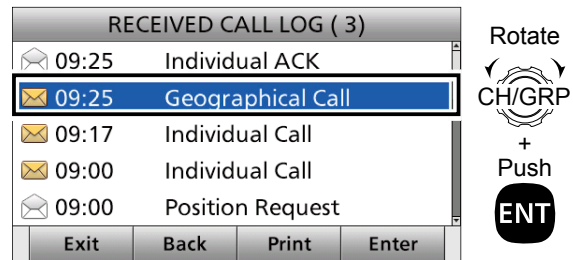 RECEIVED CALL LOG ( 3)
09:25 Individual ACK
09:25 Geographical Call
09:17 Individual Call
09:00 Individual Call
09:00 Position Request
Exit Back Print Enter
Rotate
CH/GRP
+
Push
ENT